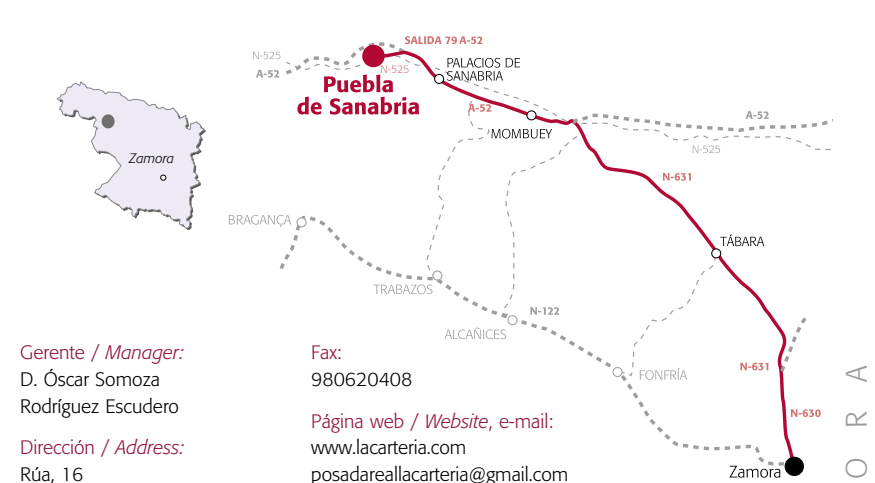 SALIDA 79 A-52
N-525
A-52
N-525
PALACIOS DE
SANABRIA
Puebla
de Sanabria
A-52
MOMBUEY
A-52
N-525
Zamora
N-631
BRAGANÇA
TÁBARA
TRABAZOS
N-122
ALCAÑICES
FONFRÍA
N-631
N-630
Zamora
ORA
Gerente / Manager:
D. Óscar Somoza
Rodríguez Escudero
Dirección / Address:
Rúa, 16
Fax:
980620408
Página web / Website, e-mail:
www.lacarteria.com
posadareallacarteria@gmail.com